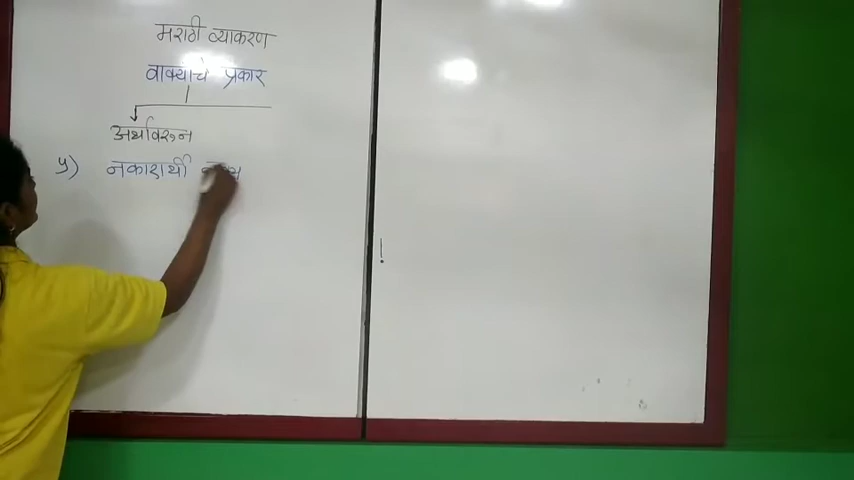 मराठी व्याकरण
वाक्याचे प्रकार
अर्थावरुन
५) नकारार्थी
!